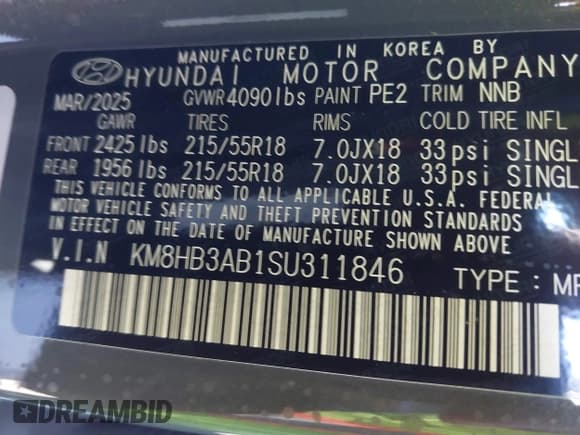 MANUFACTURED IN KOREA BY
HYUNDAI MOTOR COMPANY
MAR/2025 GVWR 4090 lbs PAINT PE2 TRIM NNB
GAWR TIRES RIMS COLD TIRE INFL
FRONT 2425 lbs 215/55R18 7.0JX18 33psi SINGL
REAR 1956 lbs 215/55R18 7.0JX18 33psi SINGL
THIS VEHICLE CONFORMS TO ALL APPLICABLE U.S.A. FEDERAL
MOTOR VEHICLE SAFETY AND THEFT PREVENTION STANDARDS
IN EFFECT ON THE DATE OF MANUFACTURE SHOWN ABOVE
V.I.N KM8HB3AB1SU311846 TYPE : MP
DREAMBID